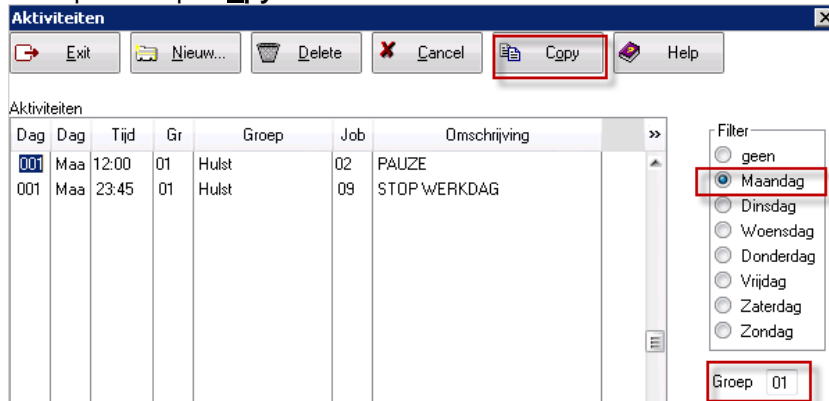 Aktiviteiten
Exit Nieuw... Delete Cancel Copy Help
Aktiviteiten
Dag Dag Tijd Gr Groep Job Omschrijving »
001 Maa 12:00 01 Hulst 02 PAUZE
001 Maa 23:45 01 Hulst 09 STOP WERKDAG
Filter
geen
Maandag
Dinsdag
Woensdag
Donderdag
Vrijdag
Zaterdag
Zondag
Groep 01